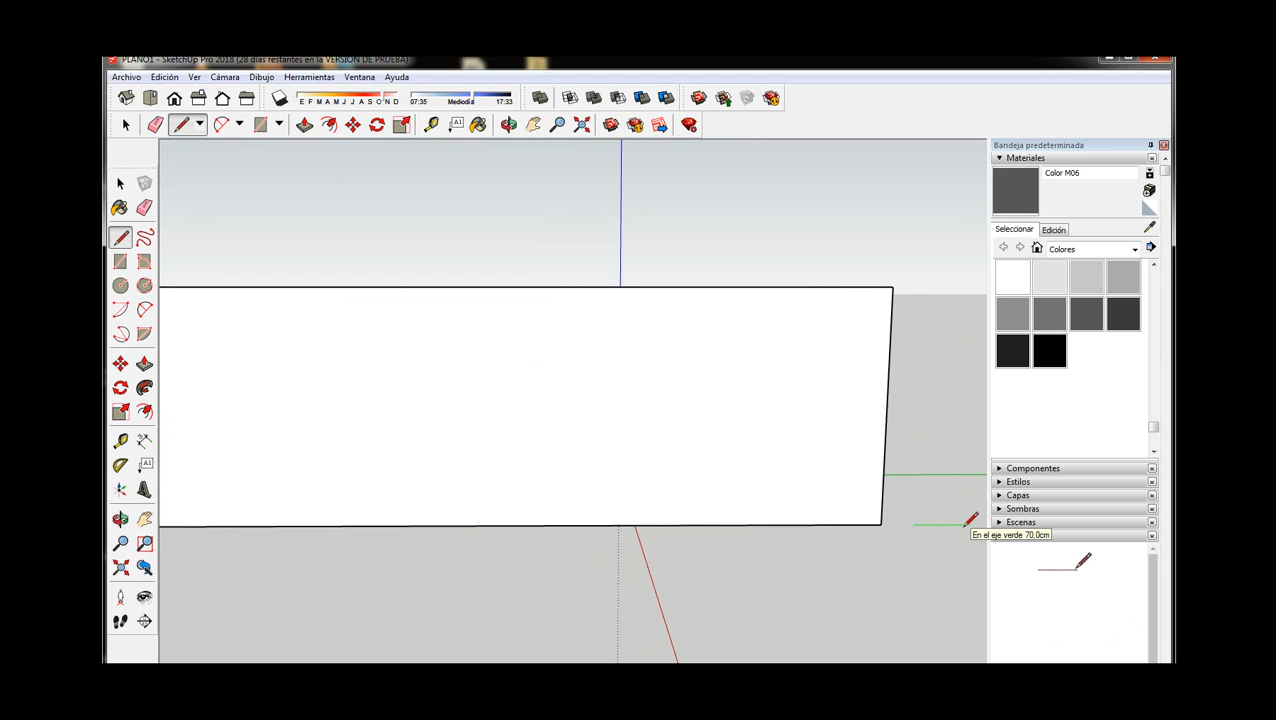 PLANO1 - SketchUp Pro 2018 (28 días restantes en la VERSIÓN DE PRUEBA)
Archivo Edición Ver Cámara Dibujo Herramientas Ventana Ayuda
E F M A M J J A S O N D 07:35 Mediodía 17:33
A1
Bandeja predeterminada
Materiales
Color M06
Seleccionar Edición
Colores
A1
Componentes
Estilos
Capas
Sombras
Escenas
En el eje verde 70,0cm